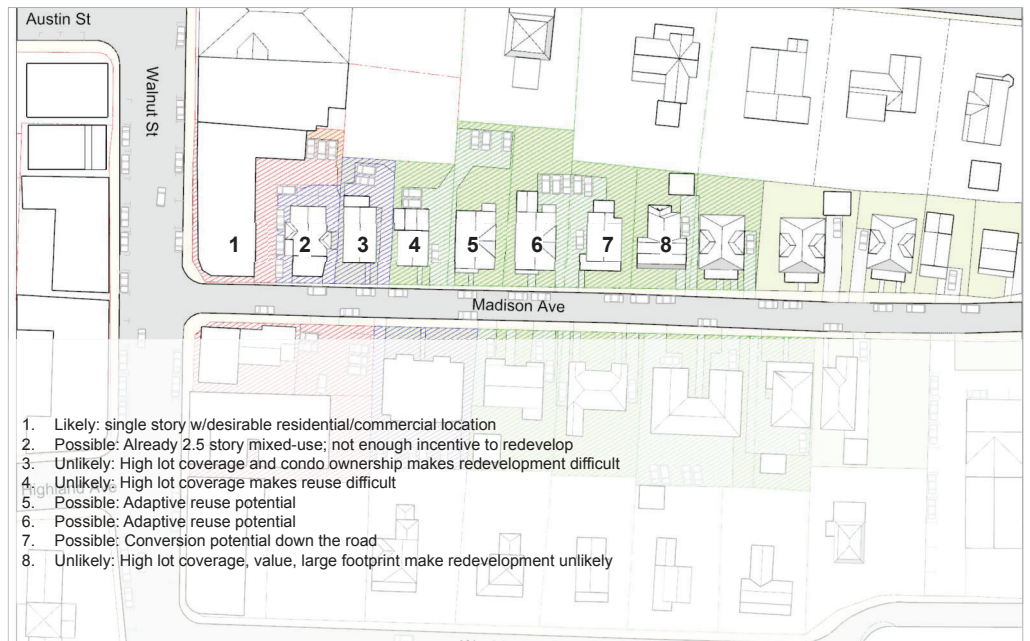 Austin St
Walnut St
1 2 3 4 5 6 7 8
Madison Ave
1. Likely: single story w/desirable residential/commercial location
2. Possible: Already 2.5 story mixed-use; not enough incentive to redevelop
3. Unlikely: High lot coverage and condo ownership makes redevelopment difficult
4. Unlikely: High lot coverage makes reuse difficult
Highland Ave
5. Possible: Adaptive reuse potential
6. Possible: Adaptive reuse potential
7. Possible: Conversion potential down the road
8. Unlikely: High lot coverage, value, large footprint make redevelopment unlikely